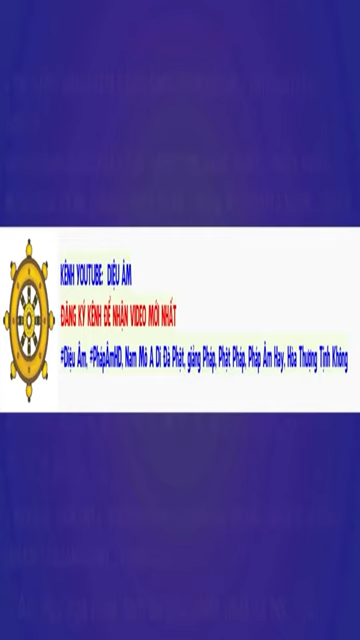 KÊNH YOUTUBE: DIỆU ÂM
ĐĂNG KÝ KÊNH ĐỂ NHẬN VIDEO MỚI NHẤT
#Diệu Âm, #PhápÂmHD, Nam Mô A Di Đà Phật, giảng Pháp, Phật Pháp, Pháp Âm Hay, Hòa Thượng Tịnh Không